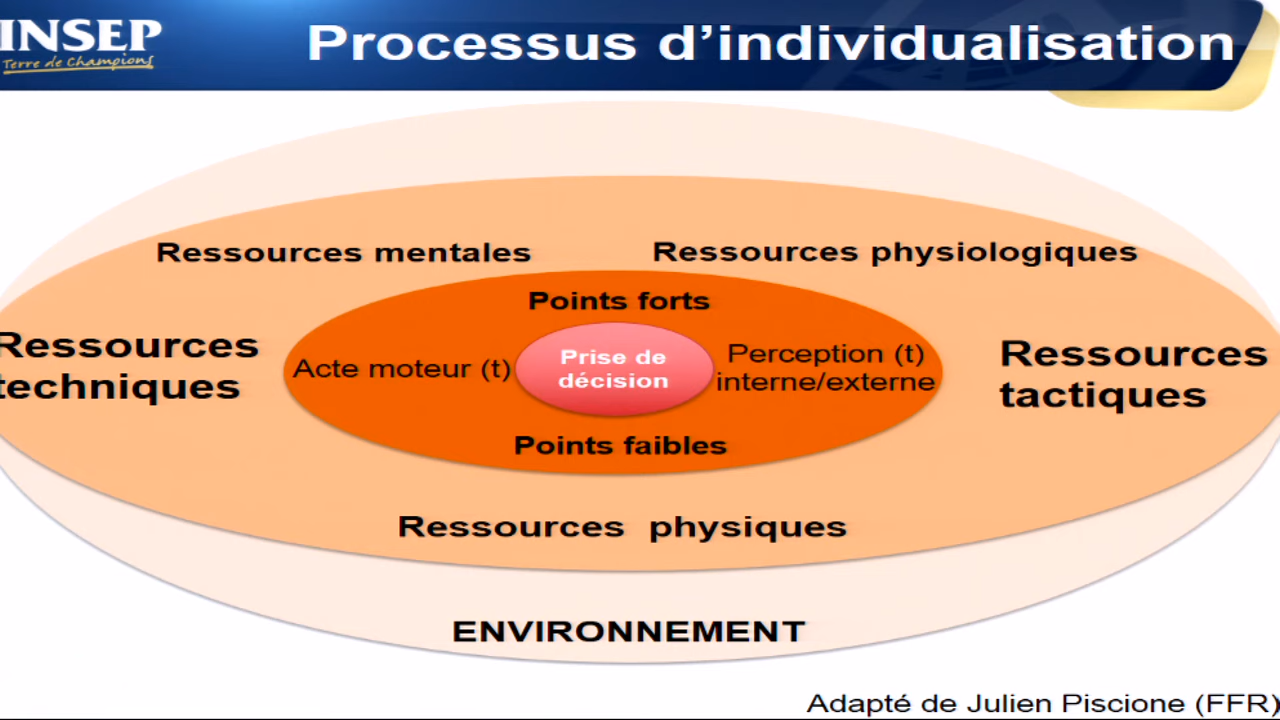 INSEP
Terre de Champions
Processus d'individualisation
Ressources mentales
Ressources physiologiques
Points forts
Ressources
techniques
Acte moteur (t)
Prise de
décision
Perception (t)
interne/externe
Ressources
tactiques
Points faibles
Ressources physiques
ENVIRONNEMENT
Adapté de Julien Piscione (FFR)